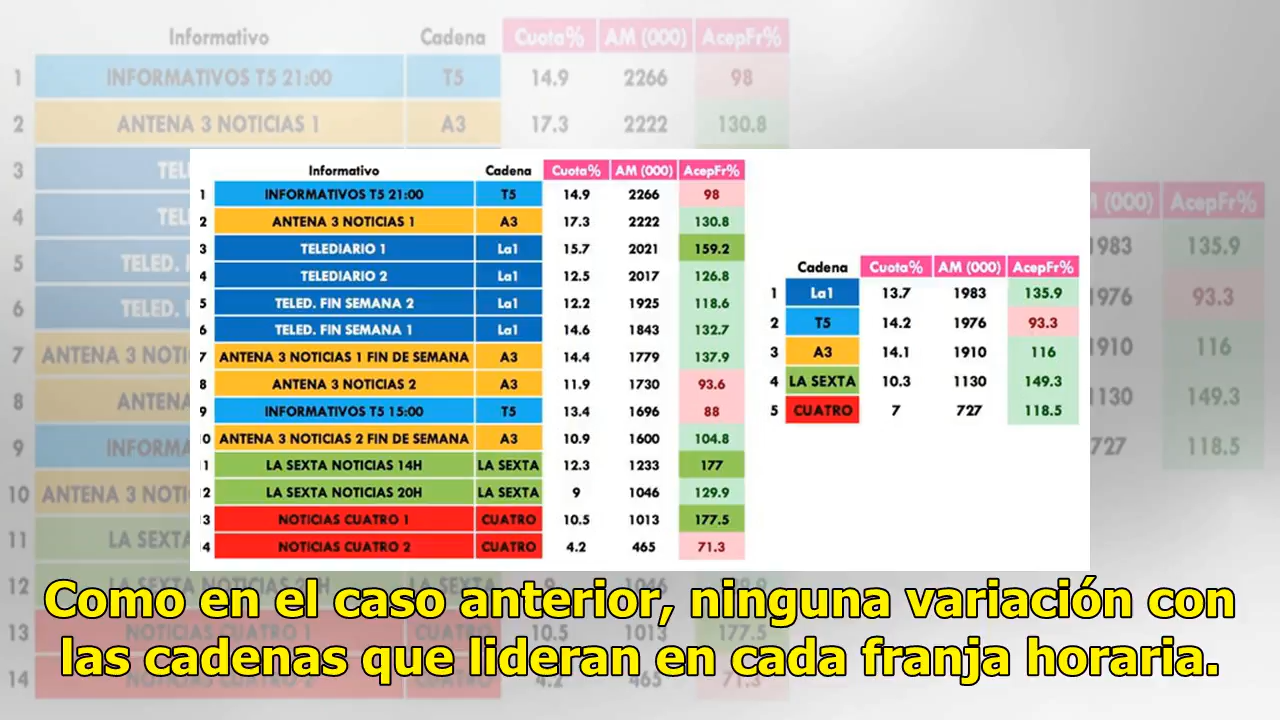 Informativo Cadena Cuota% AM (000) AcepFr%
1 INFORMATIVOS T5 21:00 T5 14.9 2266 98
2 ANTENA 3 NOTICIAS 1 A3 17.3 2222 130.8
3 TELEDIARIO 1 La1 15.7 2021 159.2
4 TELEDIARIO 2 La1 12.5 2017 126.8
5 TELED. FIN SEMANA 2 La1 12.2 1925 118.6
6 TELED. FIN SEMANA 1 La1 14.6 1843 132.7
7 ANTENA 3 NOTICIAS 1 FIN DE SEMANA A3 14.4 1779 137.9
8 ANTENA 3 NOTICIAS 2 A3 11.9 1730 93.6
9 INFORMATIVOS T5 15:00 T5 13.4 1696 88
10 ANTENA 3 NOTICIAS 2 FIN DE SEMANA A3 10.9 1600 104.8
11 LA SEXTA NOTICIAS 14H LA SEXTA 12.3 1233 177
12 LA SEXTA NOTICIAS 20H LA SEXTA 9 1046 129.9
13 NOTICIAS CUATRO 1 CUATRO 10.5 1013 177.5
14 NOTICIAS CUATRO 2 CUATRO 4.2 465 71.3
Cadena Cuota% AM (000) AcepFr%
1 La1 13.7 1983 135.9
2 T5 14.2 1976 93.3
3 A3 14.1 1910 116
4 LA SEXTA 10.3 1130 149.3
5 CUATRO 7 727 118.5
Como en el caso anterior, ninguna variación con
las cadenas que lideran en cada franja horaria.